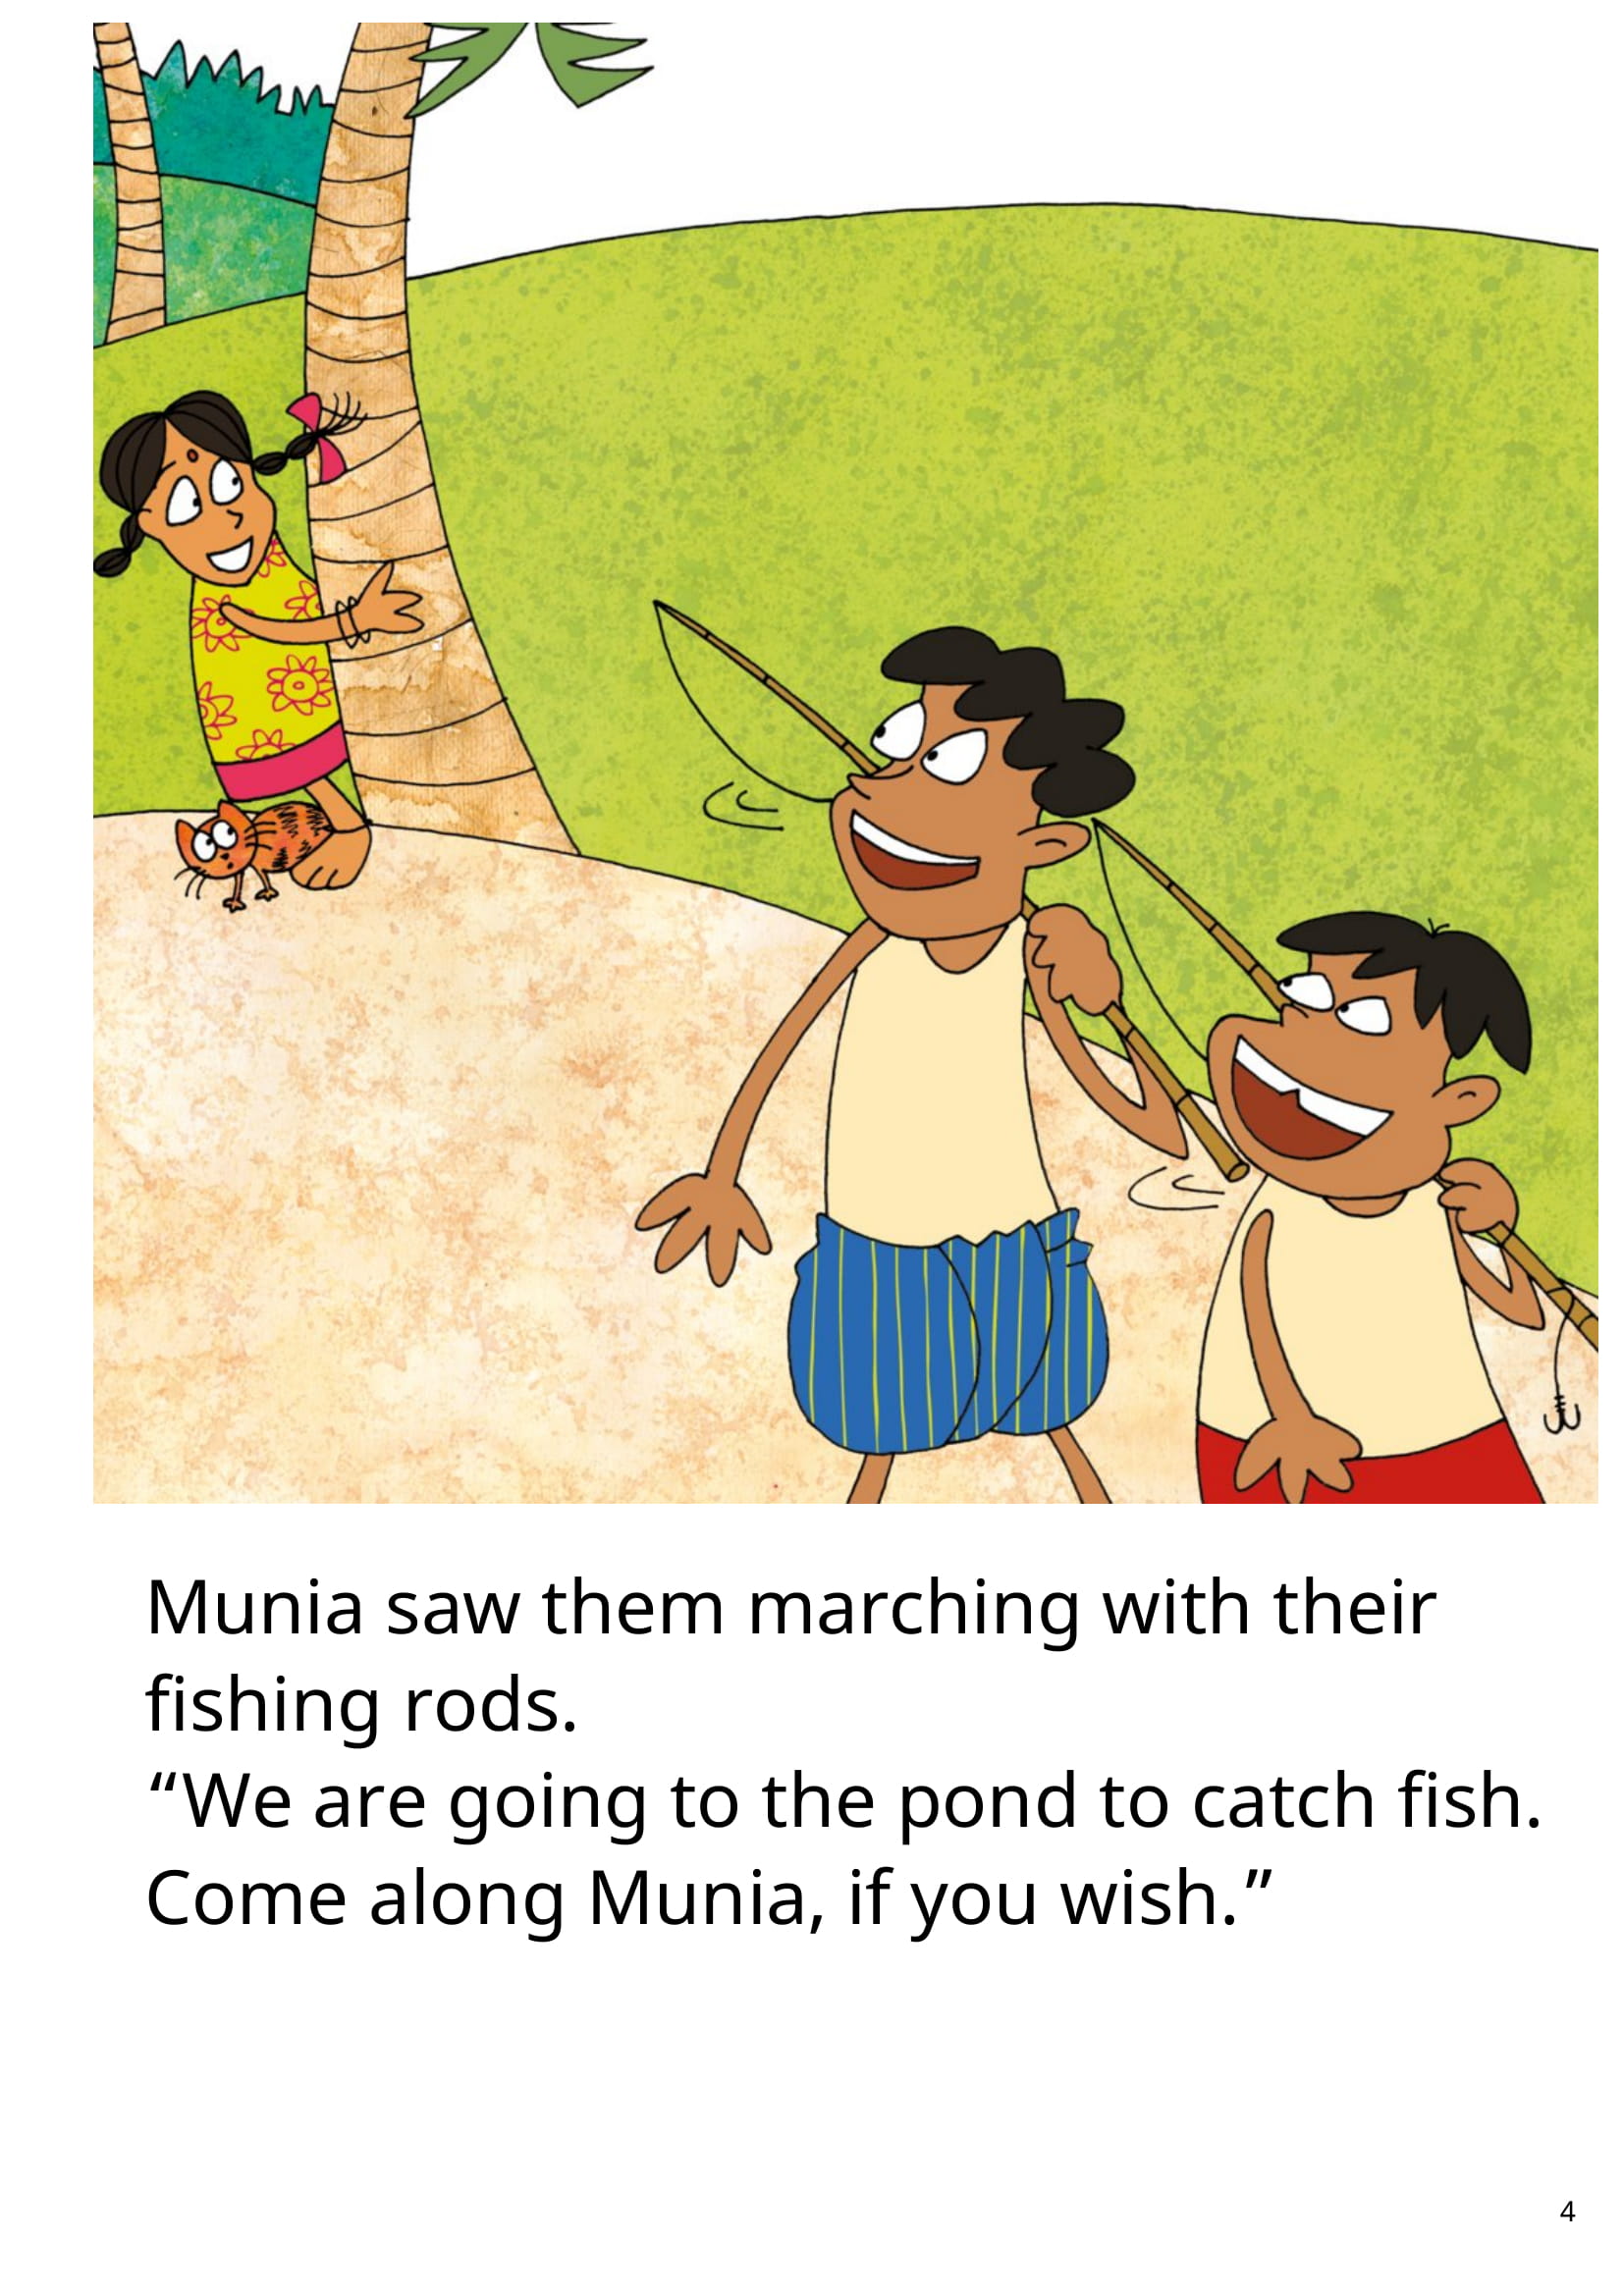 Munia saw them marching with their
fishing rods.
“We are going to the pond to catch fish.
Come along Munia, if you wish.”
4